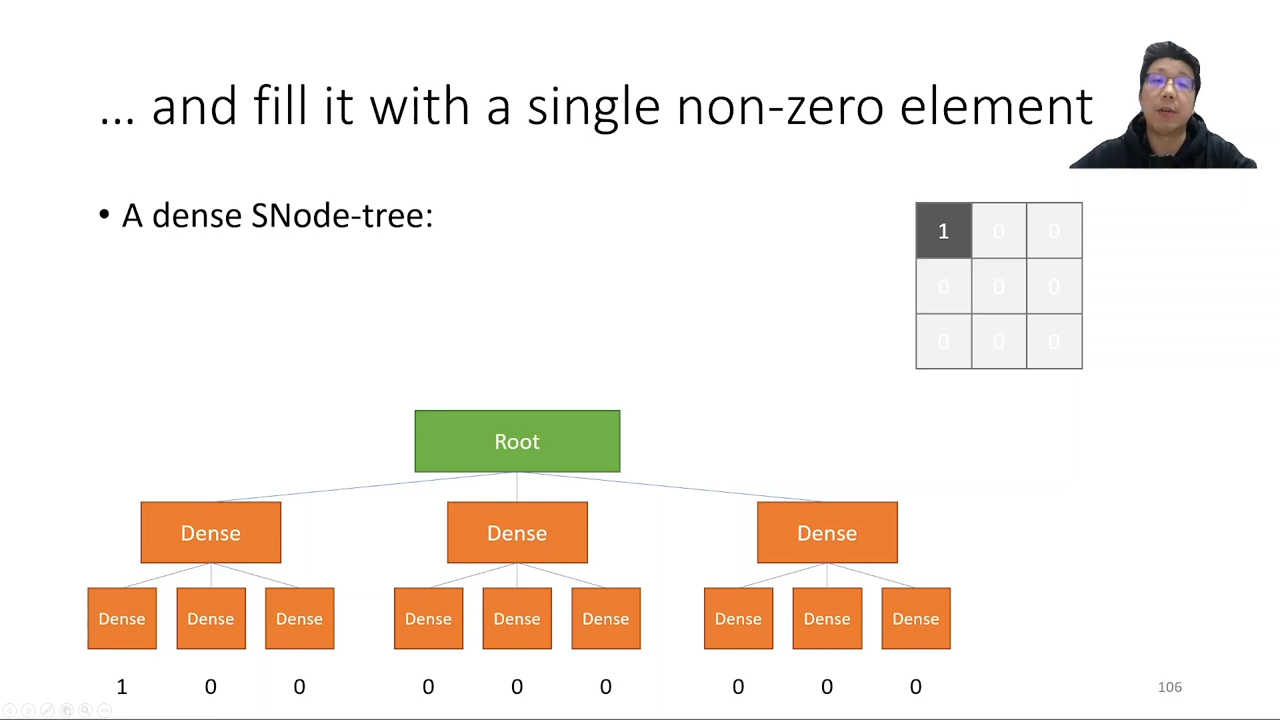 ... and fill it with a single non-zero element
• A dense SNode-tree:
1 0 0
0 0 0
0 0 0
Root
Dense Dense Dense
Dense Dense Dense Dense Dense Dense Dense Dense Dense
1 0 0 0 0 0 0 0 0
106